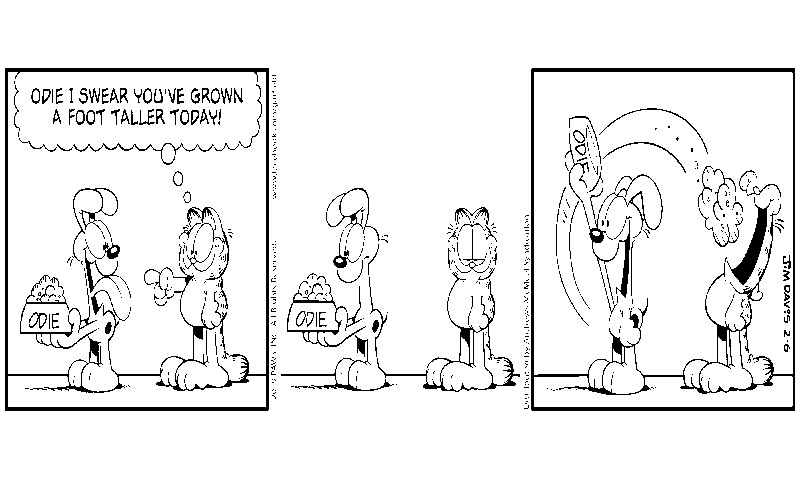 ODIE I SWEAR YOU'VE GROWN
A FOOT TALLER TODAY!
ODIE
ODIE
ODIE
JIM DAVIS 2-6